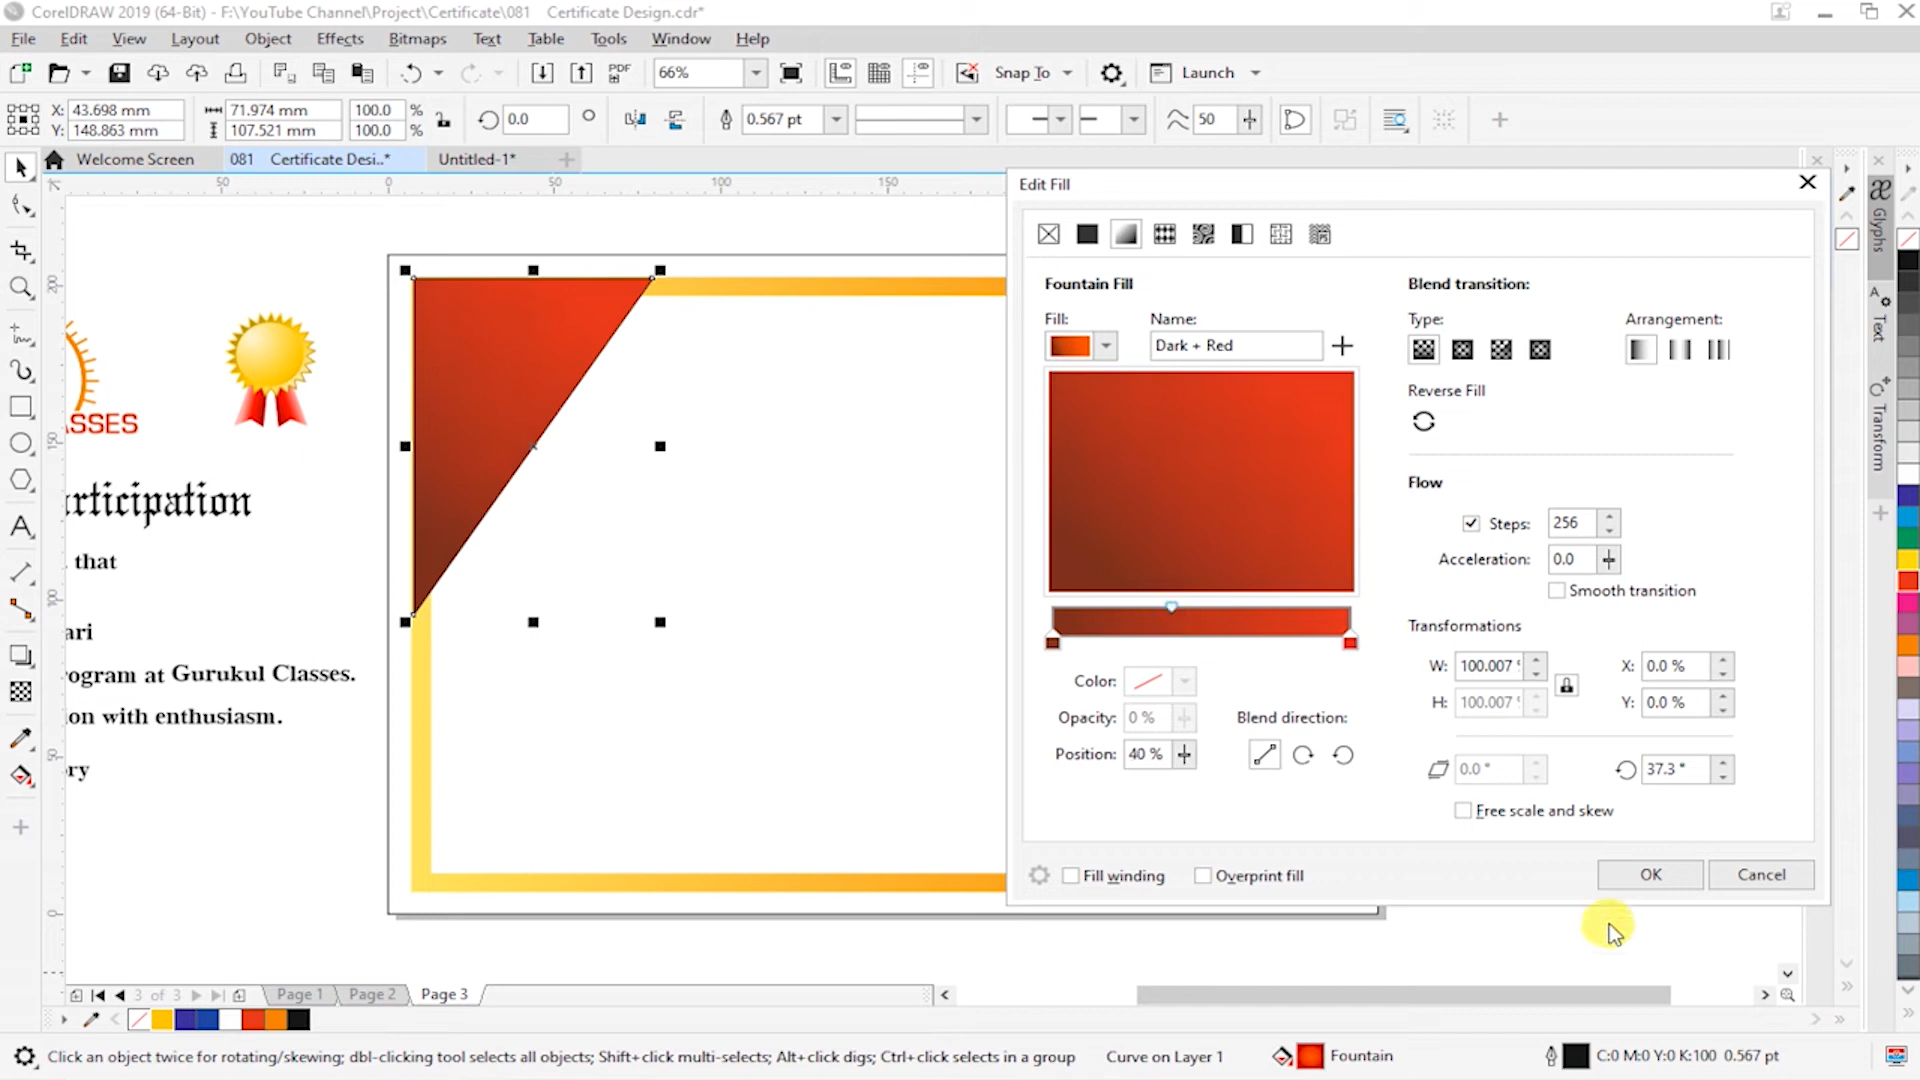 CorelDRAW 2019 (64-Bit) - F:\YouTube Channel\Project\Certificate\081 Certificate Design.cdr*
File Edit View Layout Object Effects Bitmaps Text Table Tools Window Help
PDF 66% Snap To Launch
X: 43.698 mm 71.974 mm 100.0 % 0.0 0.567 pt 50
Y: 148.863 mm 107.521 mm 100.0 %
Welcome Screen 081 Certificate Desi..* Untitled-1*
50 0 50 100 150
200
150
100
50
0
ASSES
rticipation
that
ari
rogram at Gurukul Classes.
ion with enthusiasm.
ry
Edit Fill
Fountain Fill
Fill: Name:
Dark + Red
Color:
Opacity: 0 %
Position: 40 %
Blend direction:
Blend transition:
Type: Arrangement:
Reverse Fill
Flow
Steps: 256
Acceleration: 0.0
Smooth transition
Transformations
W: 100.007 X: 0.0 %
H: 100.007 Y: 0.0 %
0.0 ° 37.3 °
Free scale and skew
Fill winding Overprint fill OK Cancel
Glyphs
Text
Transform
3 of 3 Page 1 Page 2 Page 3
Click an object twice for rotating/skewing; dbl-clicking tool selects all objects; Shift+click multi-selects; Alt+click digs; Ctrl+click selects in a group Curve on Layer 1 Fountain C:0 M:0 Y:0 K:100 0.567 pt